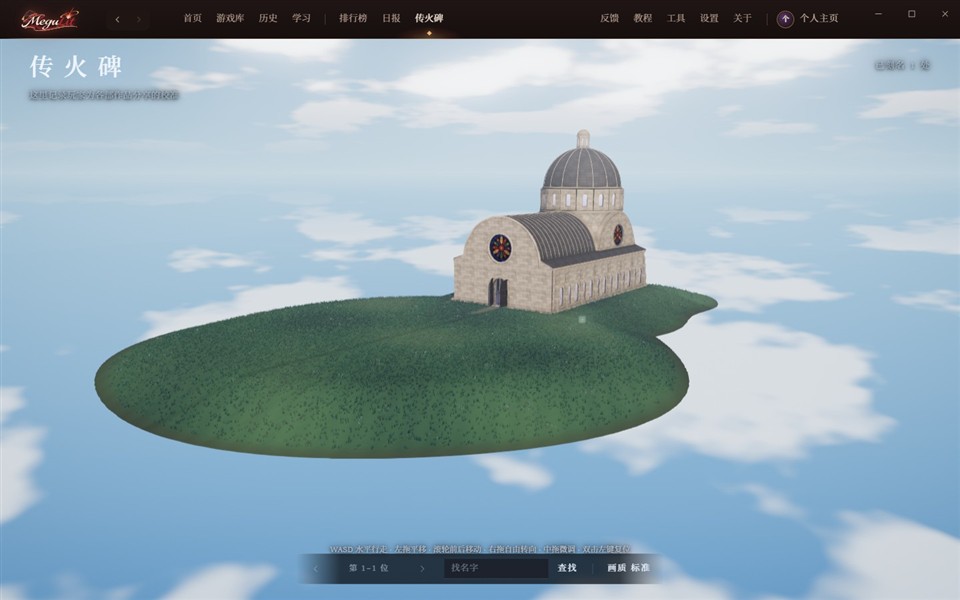 Megu
首页 游戏库 历史 学习 排行榜 日报 传火碑 反馈 教程 工具 设置 关于 个人主页
传火碑
第 1-1 位 找名字 查找 画质 标准